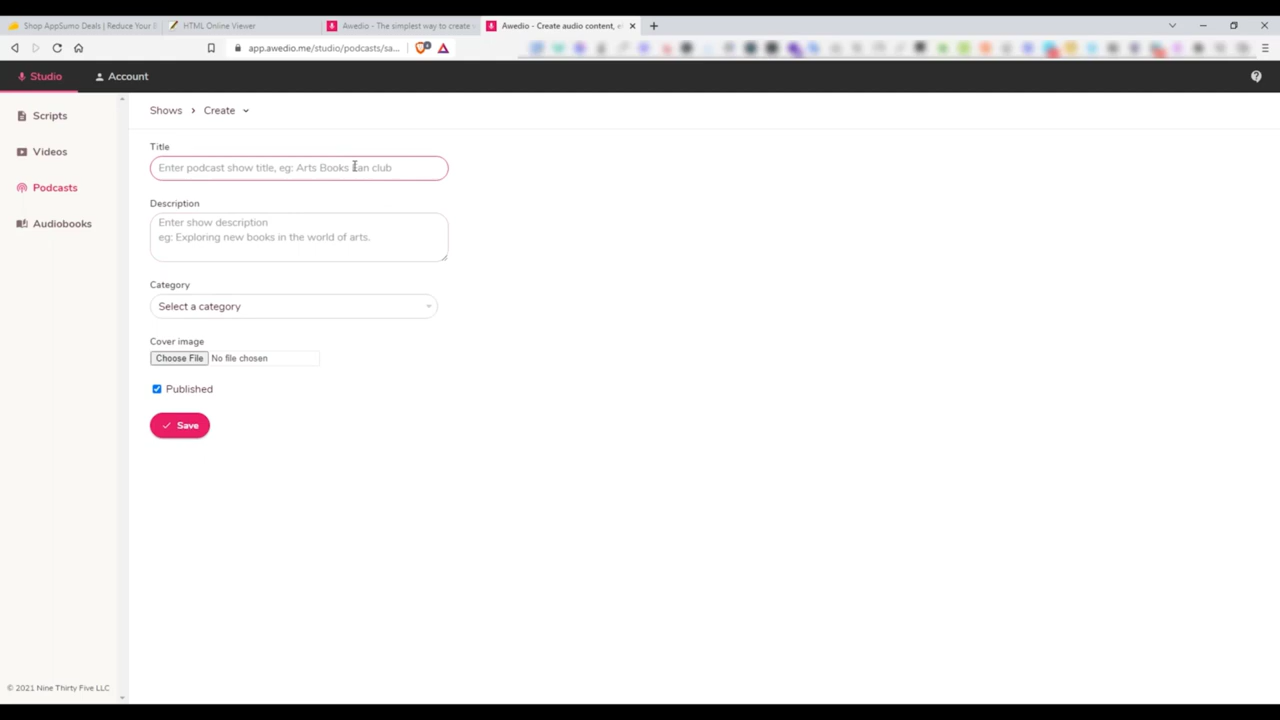 Shop AppSumo Deals | Reduce Your
HTML Online Viewer
Awedio - The simplest way to create
Awedio - Create audio content, e
app.awedio.me/studio/podcasts/sa...
Studio
Account
Scripts
Videos
Podcasts
Audiobooks
Shows
Create
Title
Enter podcast show title, eg: Arts Books Fan club
Description
Enter show description
eg: Exploring new books in the world of arts.
Category
Select a category
Cover image
Choose File No file chosen
Published
Save
© 2021 Nine Thirty Five LLC